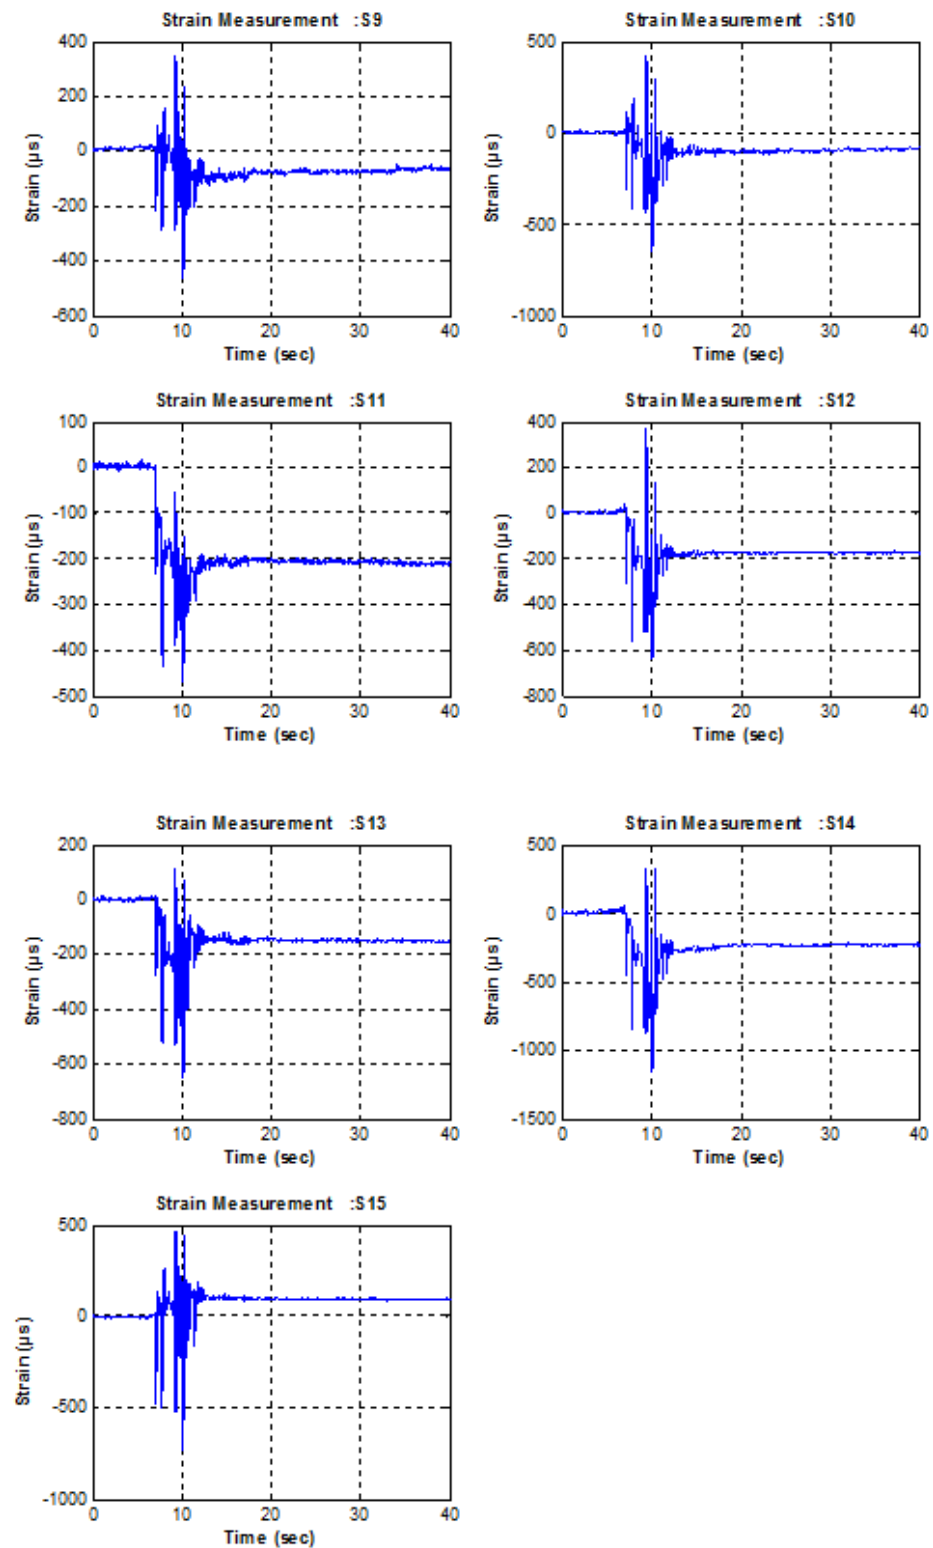 Strain Measurement :S9
400
200
0
-200
-400
-600
Strain (µs)
0 10 20 30 40
Time (sec)
Strain Measurement :S10
500
0
-500
-1000
Strain (µs)
0 10 20 30 40
Time (sec)
Strain Measurement :S11
100
0
-100
-200
-300
-400
-500
Strain (µs)
0 10 20 30 40
Time (sec)
Strain Measurement :S12
400
200
0
-200
-400
-600
-800
Strain (µs)
0 10 20 30 40
Time (sec)
Strain Measurement :S13
200
0
-200
-400
-600
-800
Strain (µs)
0 10 20 30 40
Time (sec)
Strain Measurement :S14
500
0
-500
-1000
-1500
Strain (µs)
0 10 20 30 40
Time (sec)
Strain Measurement :S15
500
0
-500
-1000
Strain (µs)
0 10 20 30 40
Time (sec)